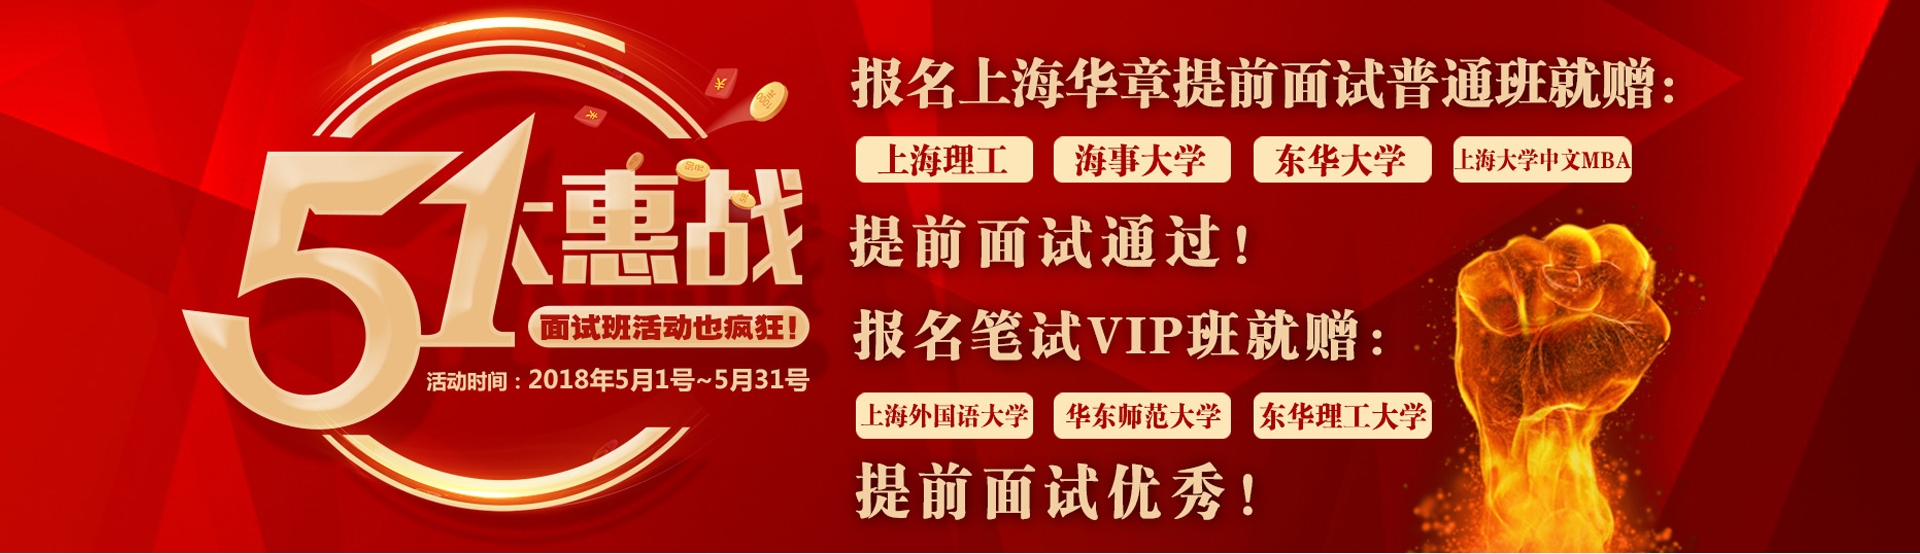 51大惠战
面试班活动也疯狂!
活动时间：2018年5月1号~5月31号
报名上海华章提前面试普通班就赠：
上海理工
海事大学
东华大学
上海大学中文MBA
提前面试通过！
报名笔试VIP班就赠：
上海外国语大学
华东师范大学
东华理工大学
提前面试优秀！